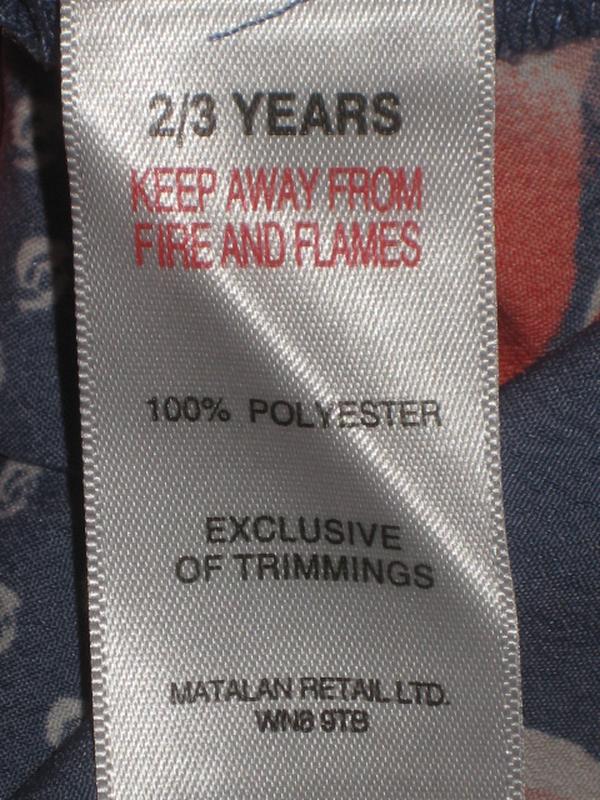 2/3 YEARS
KEEP AWAY FROM
FIRE AND FLAMES
100% POLYESTER
EXCLUSIVE
OF TRIMMINGS
MATALAN RETAIL LTD.
WN8 9TB